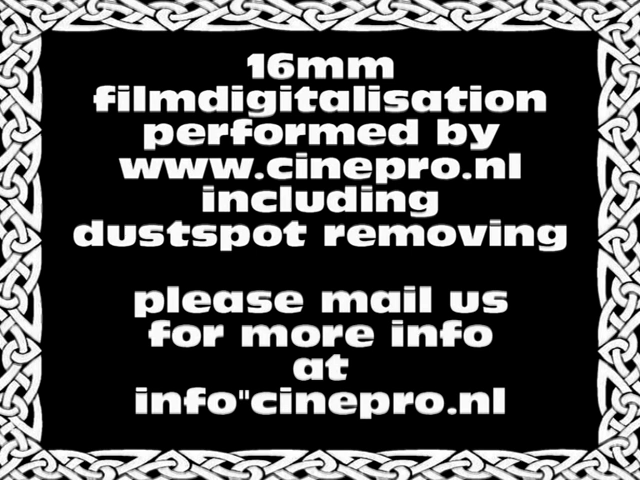 16mm
filmdigitalisation
performed by
www.cinepro.nl
including
dustspot removing
please mail us
for more info
at
info"cinepro.nl